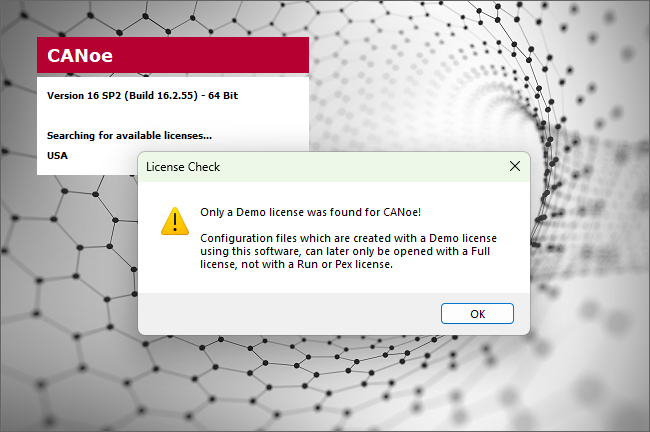 CANoe
Version 16 SP2 (Build 16.2.55) - 64 Bit
Searching for available licenses...
USA
License Check
Only a Demo license was found for CANoe!
Configuration files which are created with a Demo license
using this software, can later only be opened with a Full
license, not with a Run or Pex license.
OK